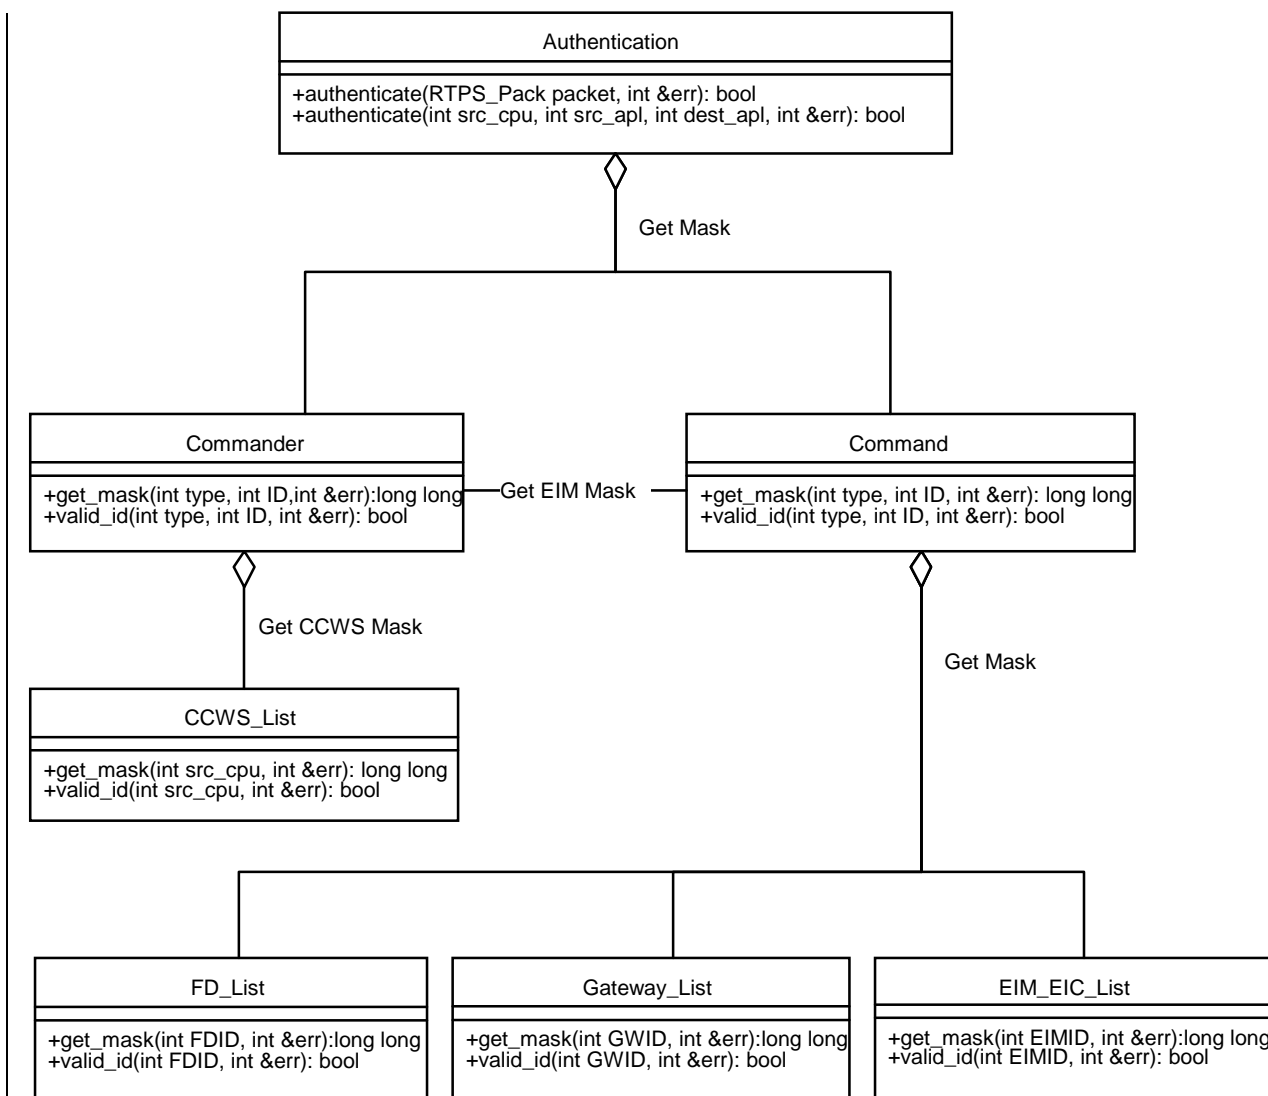 Authentication
+authenticate(RTPS_Pack packet, int &err): bool
+authenticate(int src_cpu, int src_apl, int dest_apl, int &err): bool
Get Mask
Commander
+get_mask(int type, int ID,int &err):long long
+valid_id(int type, int ID, int &err): bool
Get EIM Mask
Command
+get_mask(int type, int ID, int &err): long long
+valid_id(int type, int ID, int &err): bool
Get CCWS Mask
Get Mask
CCWS_List
+get_mask(int src_cpu, int &err): long long
+valid_id(int src_cpu, int &err): bool
FD_List
+get_mask(int FDID, int &err):long long
+valid_id(int FDID, int &err): bool
Gateway_List
+get_mask(int GWID, int &err):long long
+valid_id(int GWID, int &err): bool
EIM_EIC_List
+get_mask(int EIMID, int &err):long long
+valid_id(int EIMID, int &err): bool